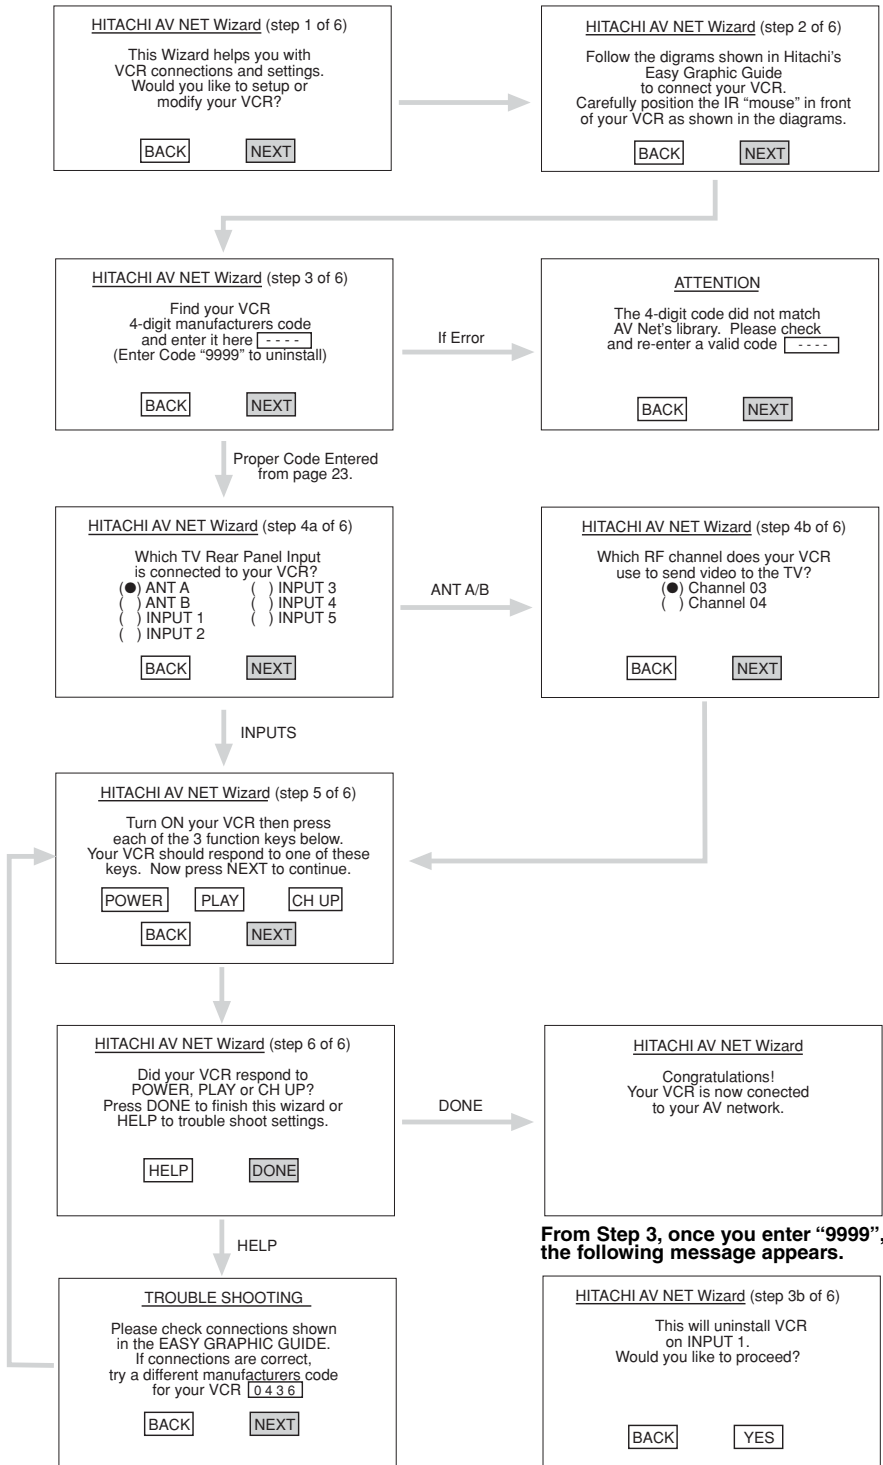 HITACHI AV NET Wizard (step 1 of 6)
This Wizard helps you with
VCR connections and settings.
Would you like to setup or
modify your VCR?
BACK NEXT
HITACHI AV NET Wizard (step 2 of 6)
Follow the digrams shown in Hitachi's
Easy Graphic Guide
to connect your VCR.
Carefully position the IR “mouse” in front
of your VCR as shown in the diagrams.
BACK NEXT
HITACHI AV NET Wizard (step 3 of 6)
Find your VCR
4-digit manufacturers code
and enter it here - - - -
(Enter Code “9999” to uninstall)
BACK NEXT
If Error
ATTENTION
The 4-digit code did not match
AV Net's library. Please check
and re-enter a valid code - - - -
BACK NEXT
Proper Code Entered
from page 23.
HITACHI AV NET Wizard (step 4a of 6)
Which TV Rear Panel Input
is connected to your VCR?
(●) ANT A ( ) INPUT 3
( ) ANT B ( ) INPUT 4
( ) INPUT 1 ( ) INPUT 5
( ) INPUT 2
BACK NEXT
ANT A/B
HITACHI AV NET Wizard (step 4b of 6)
Which RF channel does your VCR
use to send video to the TV?
(●) Channel 03
( ) Channel 04
BACK NEXT
INPUTS
HITACHI AV NET Wizard (step 5 of 6)
Turn ON your VCR then press
each of the 3 function keys below.
Your VCR should respond to one of these
keys. Now press NEXT to continue.
POWER PLAY CH UP
BACK NEXT
HITACHI AV NET Wizard (step 6 of 6)
Did your VCR respond to
POWER, PLAY or CH UP?
Press DONE to finish this wizard or
HELP to trouble shoot settings.
HELP DONE
DONE
HITACHI AV NET Wizard
Congratulations!
Your VCR is now conected
to your AV network.
HELP
From Step 3, once you enter “9999”,
the following message appears.
TROUBLE SHOOTING
Please check connections shown
in the EASY GRAPHIC GUIDE.
If connections are correct,
try a different manufacturers code
for your VCR 0 4 3 6
BACK NEXT
HITACHI AV NET Wizard (step 3b of 6)
This will uninstall VCR
on INPUT 1.
Would you like to proceed?
BACK YES